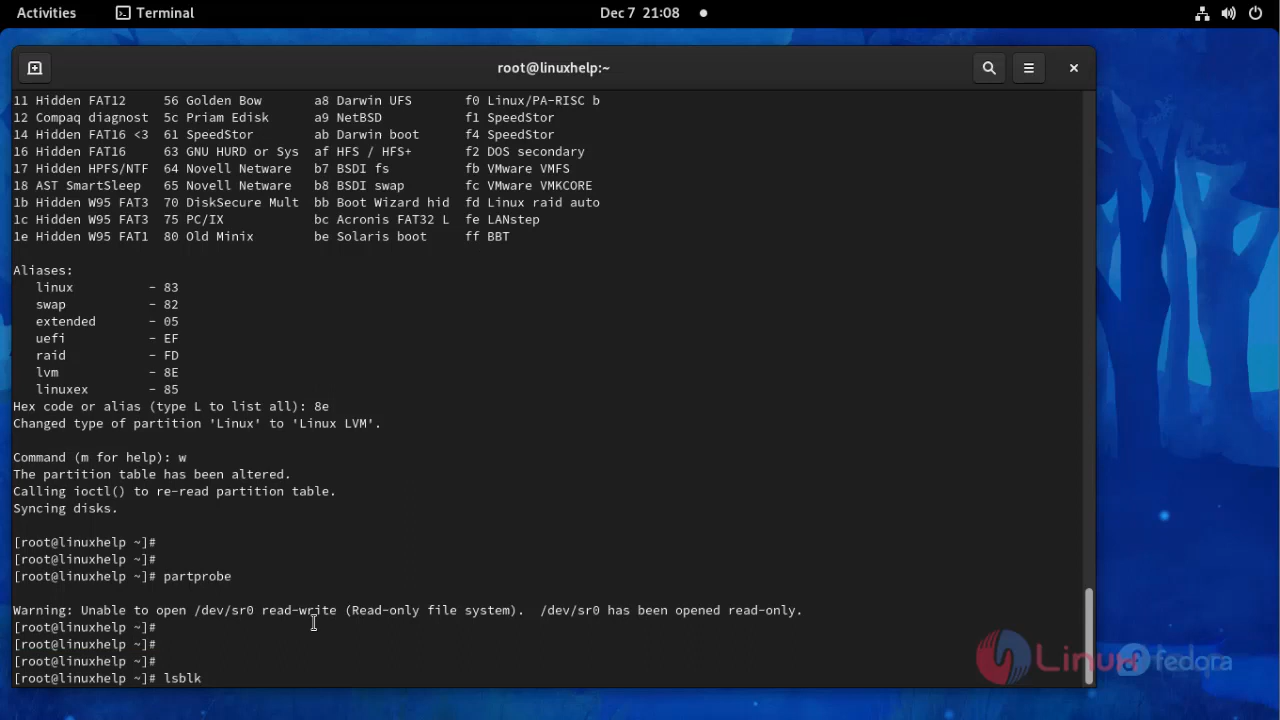 Activities Terminal Dec 7 21:08
root@linuxhelp:~
11 Hidden FAT12 56 Golden Bow a8 Darwin UFS f0 Linux/PA-RISC b
12 Compaq diagnost 5c Priam Edisk a9 NetBSD f1 SpeedStor
14 Hidden FAT16 <3 61 SpeedStor ab Darwin boot f4 SpeedStor
16 Hidden FAT16 63 GNU HURD or Sys af HFS / HFS+ f2 DOS secondary
17 Hidden HPFS/NTF 64 Novell Netware b7 BSDI fs fb VMware VMFS
18 AST SmartSleep 65 Novell Netware b8 BSDI swap fc VMware VMKCORE
1b Hidden W95 FAT3 70 DiskSecure Mult bb Boot Wizard hid fd Linux raid auto
1c Hidden W95 FAT3 75 PC/IX bc Acronis FAT32 L fe LANstep
1e Hidden W95 FAT1 80 Old Minix be Solaris boot ff BBT
Aliases:
linux - 83
swap - 82
extended - 05
uefi - EF
raid - FD
lvm - 8E
linuxex - 85
Hex code or alias (type L to list all): 8e
Changed type of partition 'Linux' to 'Linux LVM'.
Command (m for help): w
The partition table has been altered.
Calling ioctl() to re-read partition table.
Syncing disks.
[root@linuxhelp ~]#
[root@linuxhelp ~]#
[root@linuxhelp ~]# partprobe
Warning: Unable to open /dev/sr0 read-write (Read-only file system).  /dev/sr0 has been opened read-only.
[root@linuxhelp ~]#
[root@linuxhelp ~]#
[root@linuxhelp ~]#
[root@linuxhelp ~]# lsblk
fedora